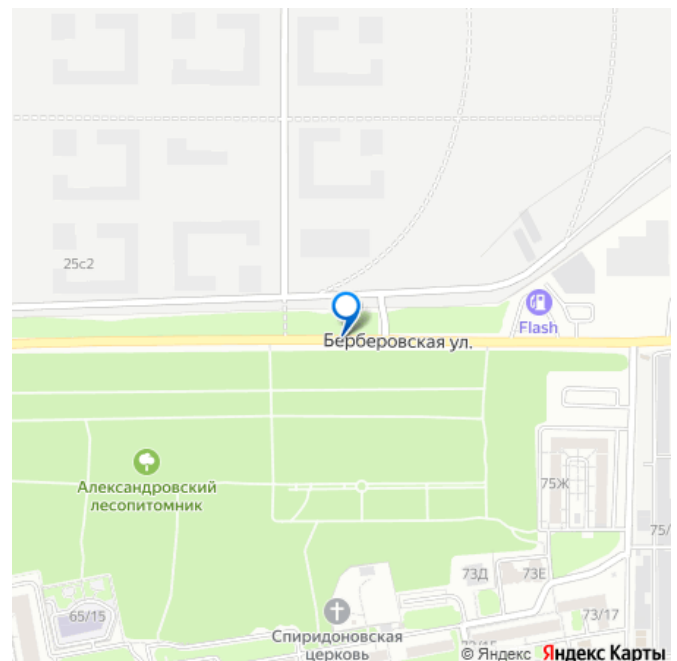 25с2
Flash
Берберовская ул.
Александровский
лесопитомник
75Ж
75/
73Д
73Е
65/15
73/17
Спиридоновская
церковь
© Яндекс Яндекс Карты